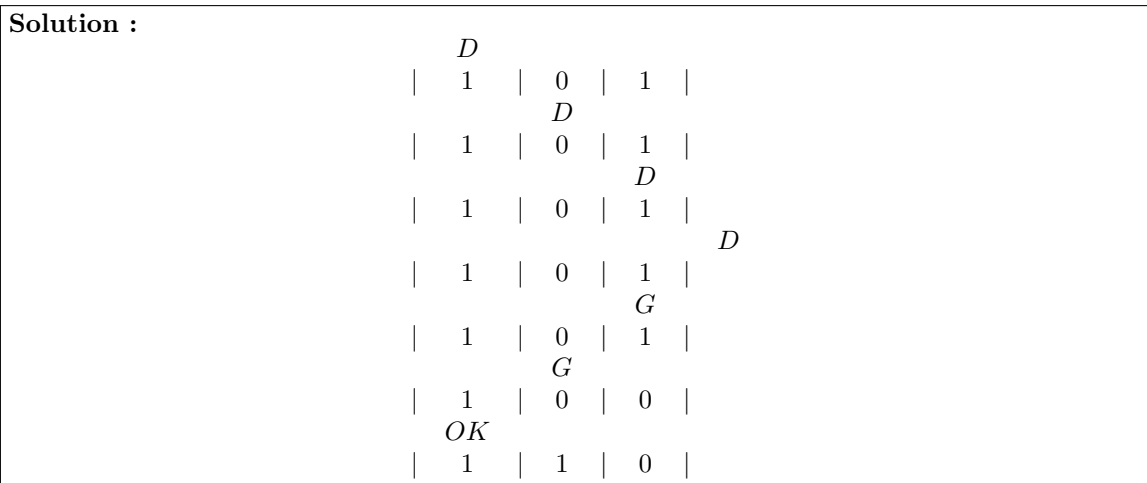 Solution :
D
| 1 | 0 | 1 |
D
| 1 | 0 | 1 |
D
| 1 | 0 | 1 |
D
| 1 | 0 | 1 |
G
| 1 | 0 | 1 |
G
| 1 | 0 | 0 |
OK
| 1 | 1 | 0 |